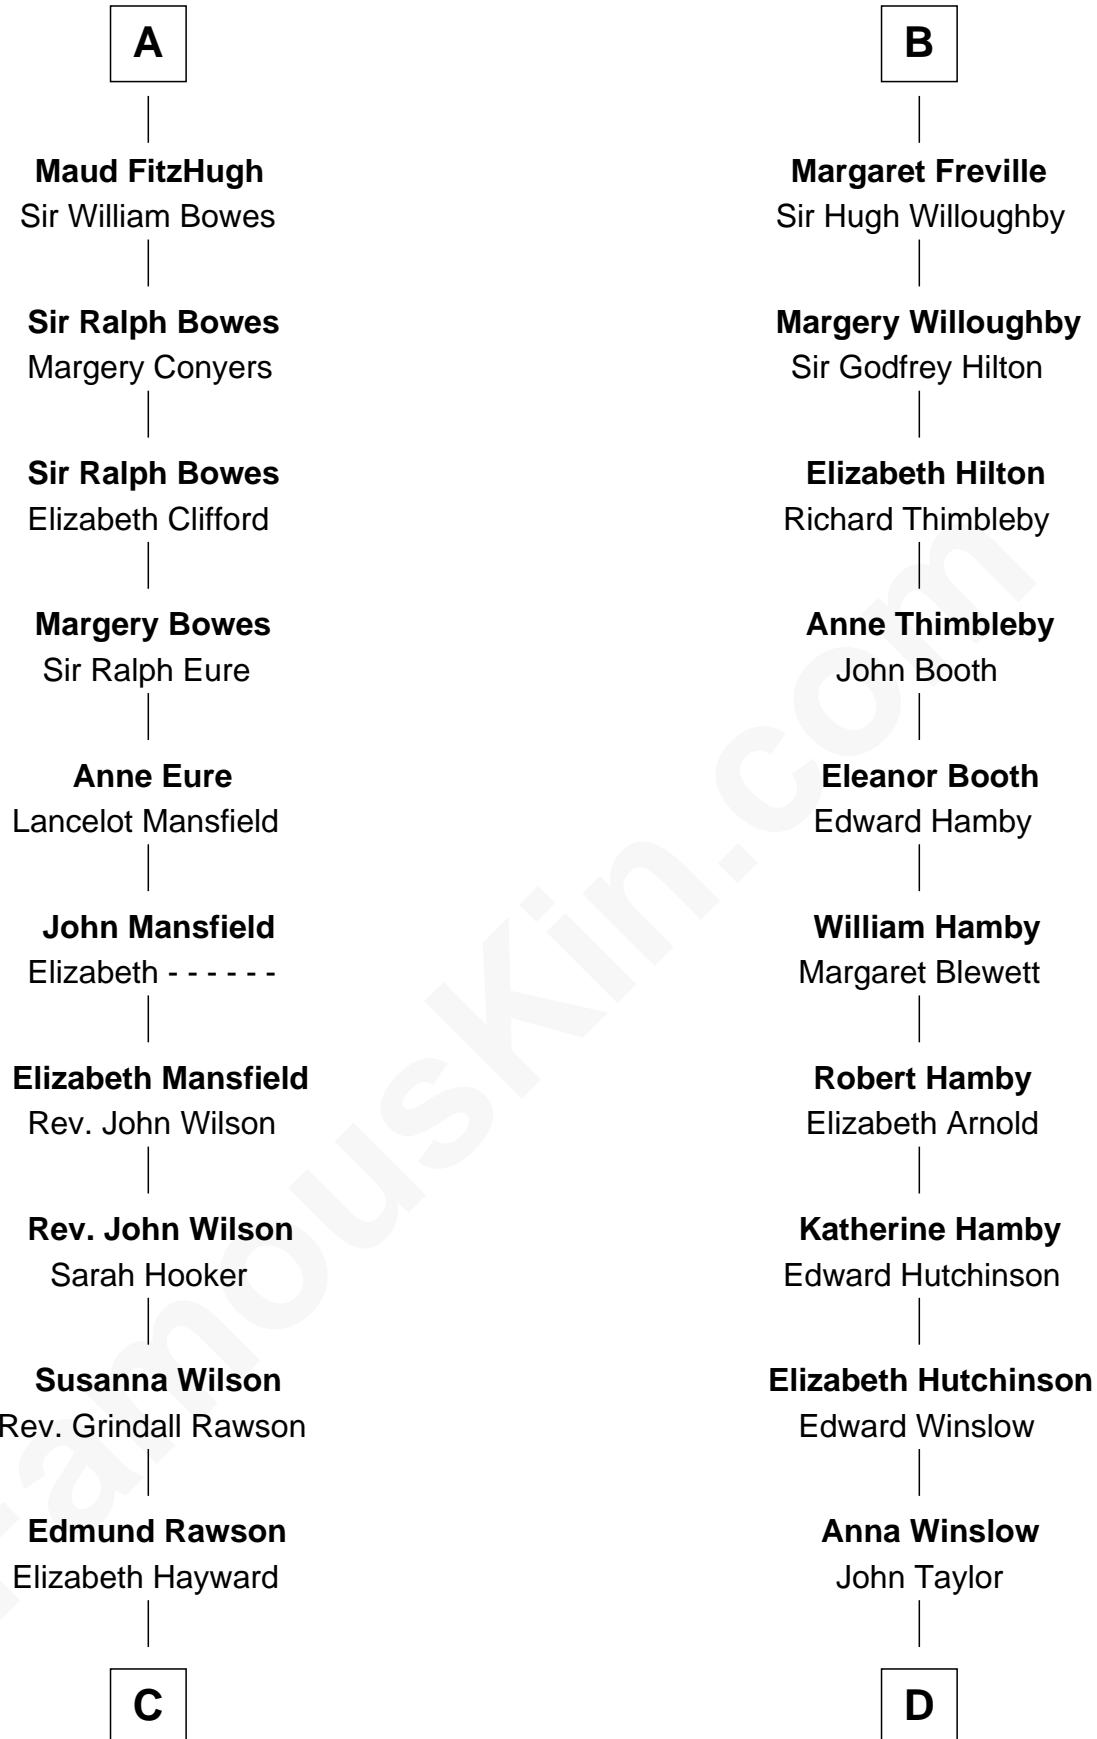 A
Maud FitzHugh
Sir William Bowes
Sir Ralph Bowes
Margery Conyers
Sir Ralph Bowes
Elizabeth Clifford
Margery Bowes
Sir Ralph Eure
Anne Eure
Lancelot Mansfield
John Mansfield
Elizabeth - - - - - -
Elizabeth Mansfield
Rev. John Wilson
Rev. John Wilson
Sarah Hooker
Susanna Wilson
Rev. Grindall Rawson
Edmund Rawson
Elizabeth Hayward
C
B
Margaret Freville
Sir Hugh Willoughby
Margery Willoughby
Sir Godfrey Hilton
Elizabeth Hilton
Richard Thimbleby
Anne Thimbleby
John Booth
Eleanor Booth
Edward Hamby
William Hamby
Margaret Blewett
Robert Hamby
Elizabeth Arnold
Katherine Hamby
Edward Hutchinson
Elizabeth Hutchinson
Edward Winslow
Anna Winslow
John Taylor
D
FamousKin.com